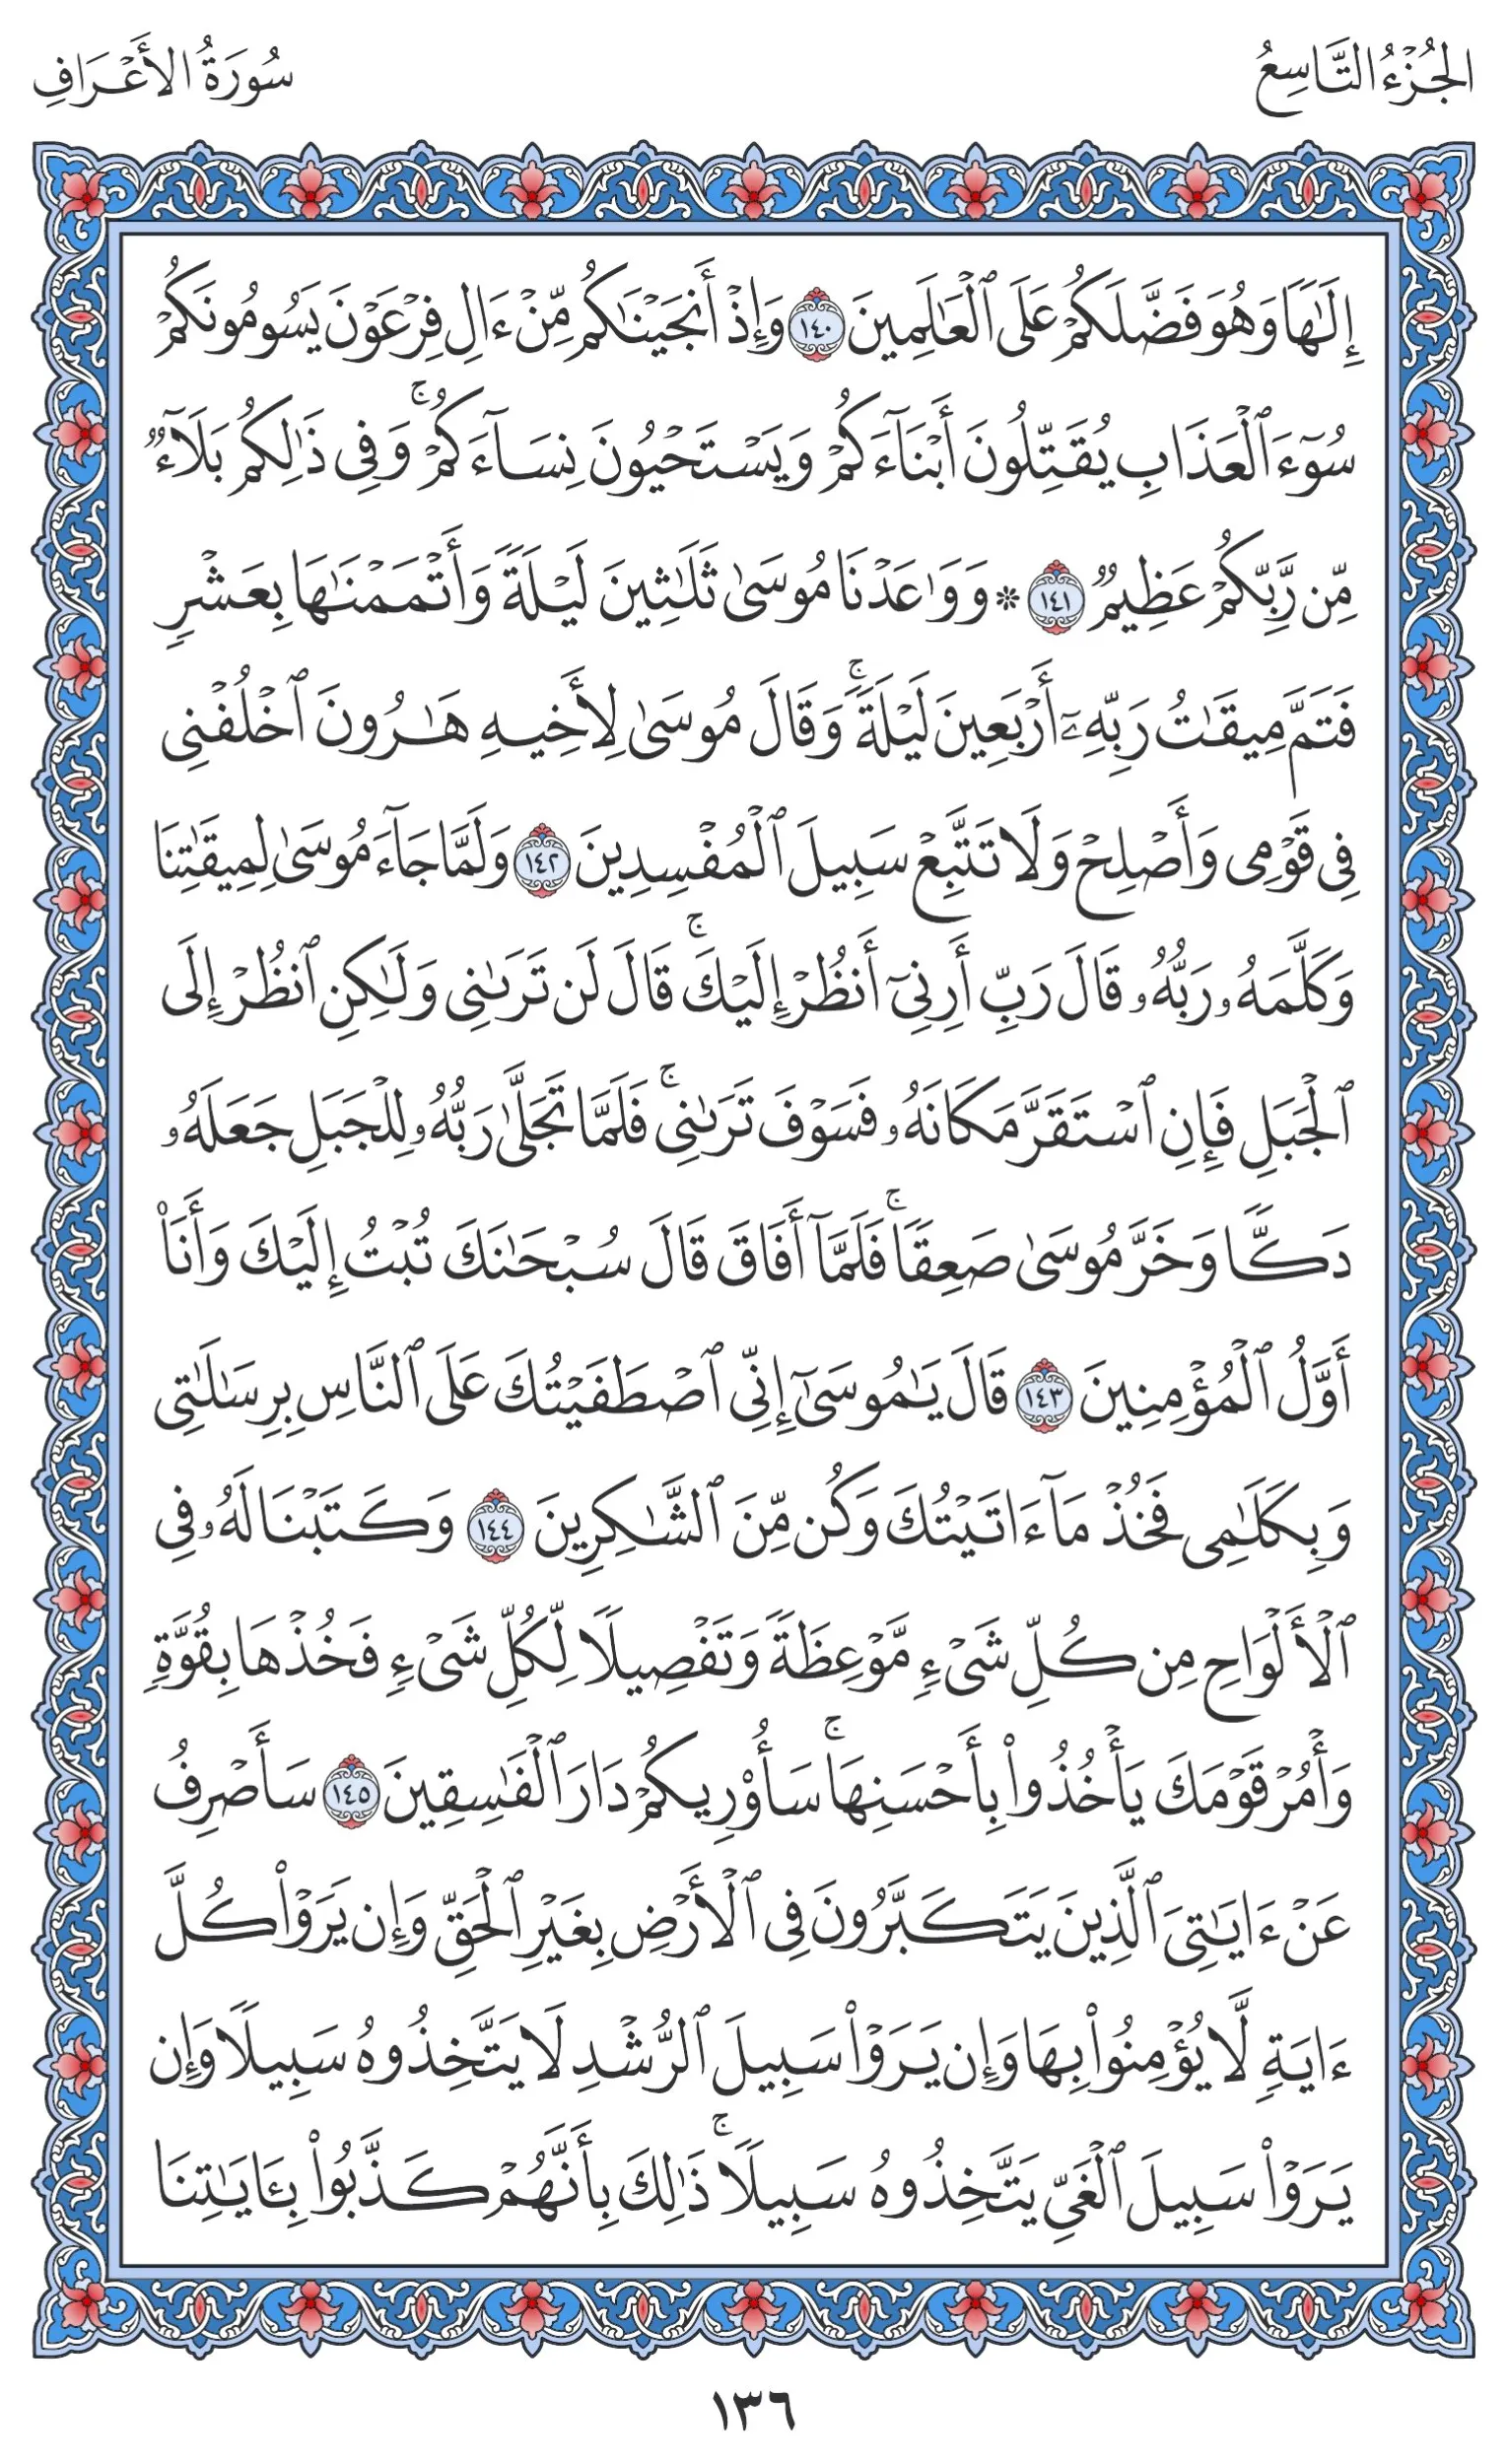 الجُزْءُ التَّاسِعُ
سُورَةُ الأَعْرَافِ
إِلَٰهًا وَهُوَ فَضَّلَكُمْ عَلَى ٱلْعَٰلَمِينَ ١٤٠ وَإِذْ أَنجَيْنَٰكُم مِّنْ ءَالِ فِرْعَوْنَ يَسُومُونَكُمْ
سُوٓءَ ٱلْعَذَابِ يُقَتِّلُونَ أَبْنَآءَكُمْ وَيَسْتَحْيُونَ نِسَآءَكُمْ ۚ وَفِى ذَٰلِكُم بَلَآءٌ
مِّن رَّبِّكُمْ عَظِيمٌ ١٤١ ۞ وَوَٰعَدْنَا مُوسَىٰ ثَلَٰثِينَ لَيْلَةً وَأَتْمَمْنَٰهَا بِعَشْرٍ
فَتَمَّ مِيقَٰتُ رَبِّهِۦٓ أَرْبَعِينَ لَيْلَةً ۚ وَقَالَ مُوسَىٰ لِأَخِيهِ هَٰرُونَ ٱخْلُفْنِى
فِى قَوْمِى وَأَصْلِحْ وَلَا تَتَّبِعْ سَبِيلَ ٱلْمُفْسِدِينَ ١٤٢ وَلَمَّا جَآءَ مُوسَىٰ لِمِيقَٰتِنَا
وَكَلَّمَهُۥ رَبُّهُۥ قَالَ رَبِّ أَرِنِىٓ أَنظُرْ إِلَيْكَ ۚ قَالَ لَن تَرَىٰنِى وَلَٰكِنِ ٱنظُرْ إِلَى
ٱلْجَبَلِ فَإِنِ ٱسْتَقَرَّ مَكَانَهُۥ فَسَوْفَ تَرَىٰنِى ۚ فَلَمَّا تَجَلَّىٰ رَبُّهُۥ لِلْجَبَلِ جَعَلَهُۥ
دَكًّا وَخَرَّ مُوسَىٰ صَعِقًا ۚ فَلَمَّآ أَفَاقَ قَالَ سُبْحَٰنَكَ تُبْتُ إِلَيْكَ وَأَنَا۠
أَوَّلُ ٱلْمُؤْمِنِينَ ١٤٣ قَالَ يَٰمُوسَىٰٓ إِنِّى ٱصْطَفَيْتُكَ عَلَى ٱلنَّاسِ بِرِسَٰلَٰتِى
وَبِكَلَٰمِى فَخُذْ مَآ ءَاتَيْتُكَ وَكُن مِّنَ ٱلشَّٰكِرِينَ ١٤٤ وَكَتَبْنَا لَهُۥ فِى
ٱلْأَلْوَاحِ مِن كُلِّ شَىْءٍ مَّوْعِظَةً وَتَفْصِيلًا لِّكُلِّ شَىْءٍ فَخُذْهَا بِقُوَّةٍ
وَأْمُرْ قَوْمَكَ يَأْخُذُوا۟ بِأَحْسَنِهَا ۚ سَأُو۟رِيكُمْ دَارَ ٱلْفَٰسِقِينَ ١٤٥ سَأَصْرِفُ
عَنْ ءَايَٰتِىَ ٱلَّذِينَ يَتَكَبَّرُونَ فِى ٱلْأَرْضِ بِغَيْرِ ٱلْحَقِّ وَإِن يَرَوْا۟ كُلَّ
ءَايَةٍ لَّا يُؤْمِنُوا۟ بِهَا وَإِن يَرَوْا۟ سَبِيلَ ٱلرُّشْدِ لَا يَتَّخِذُوهُ سَبِيلًا وَإِن
يَرَوْا۟ سَبِيلَ ٱلْغَىِّ يَتَّخِذُوهُ سَبِيلًا ۚ ذَٰلِكَ بِأَنَّهُمْ كَذَّبُوا۟ بِـَٔايَٰتِنَا
١٣٦